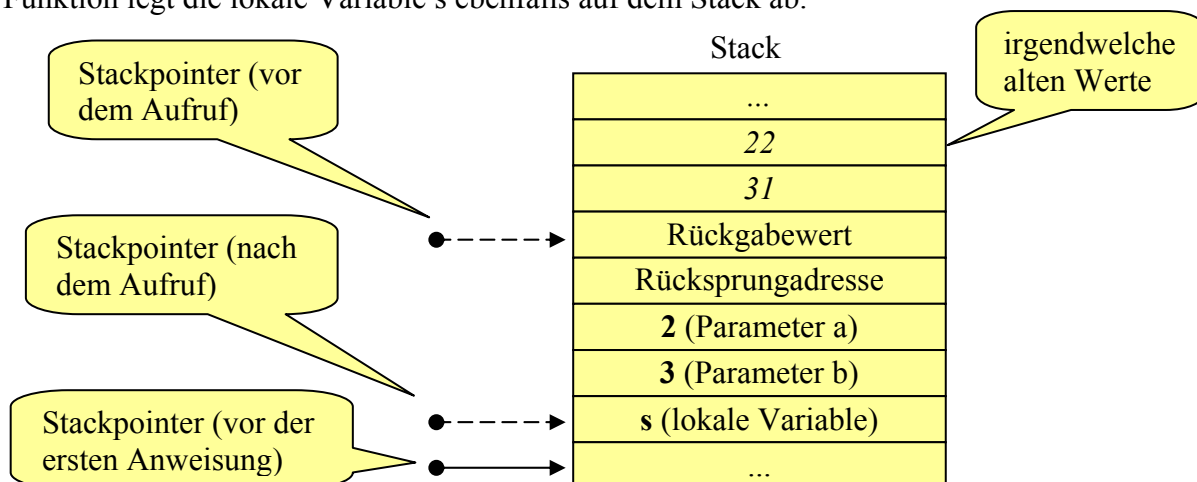 Funktion legt die lokale Variable s ebenfalls auf dem Stack ab.
Stack
irgendwelche
alten Werte
Stackpointer (vor
dem Aufruf)
...
22
31
Rückgabewert
Stackpointer (nach
dem Aufruf)
Rücksprungadresse
2 (Parameter a)
3 (Parameter b)
s (lokale Variable)
Stackpointer (vor der
ersten Anweisung)
...